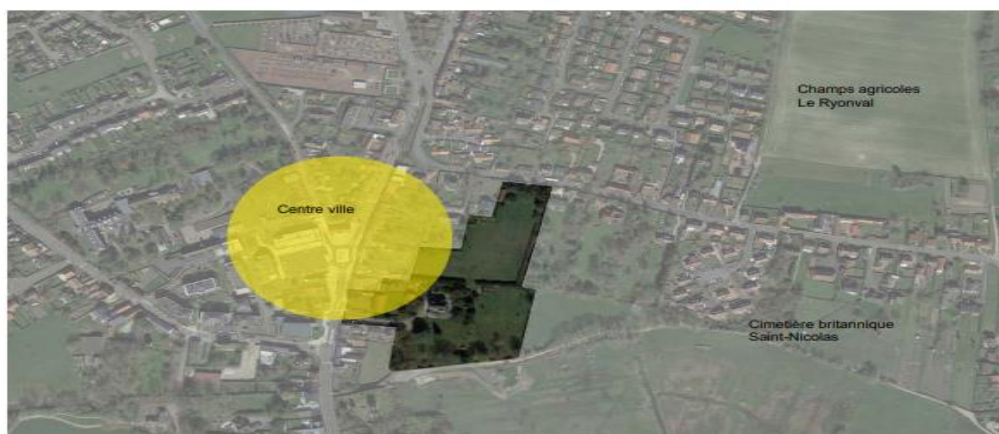 Champs agricoles
Le Ryonval
Centre ville
Cimetière britannique
Saint-Nicolas